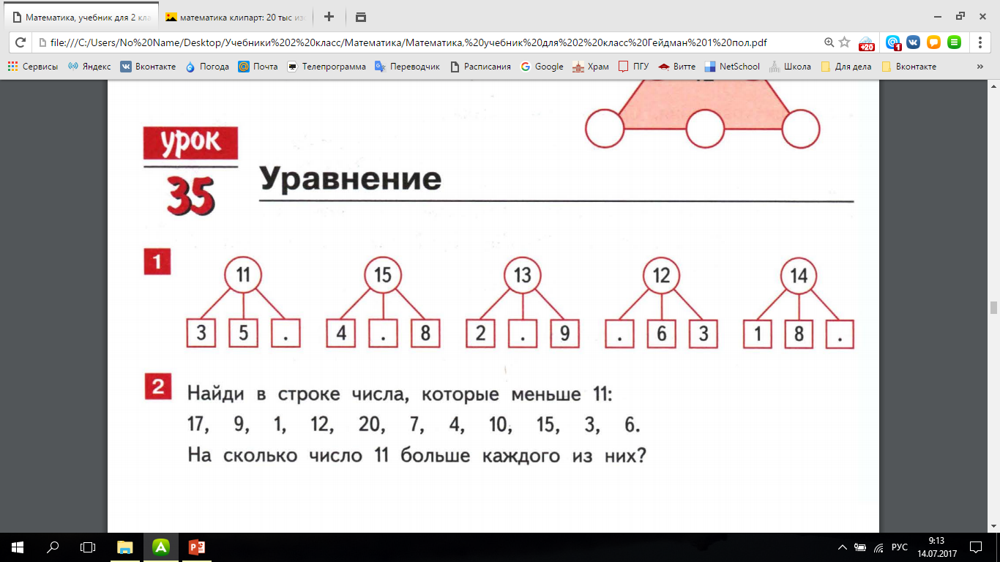 Математика, учебник для 2 кла
математика клипарт: 20 тыс изо
file:///C:/Users/No%20Name/Desktop/Учебники%202%20класс/Математика/Математика,%20учебник%20для%202%20класс%20Гейдман%201%20пол.pdf
+20
1
Сервисы Яндекс Вконтакте Погода Почта Телепрограмма Переводчик Расписания Google Храм ПГУ Витте NetSchool Школа Для дела Вконтакте »
урок
35
Уравнение
1
11 15 13 12 14
3 5 . 4 . 8 2 . 9 . 6 3 1 8 .
2
Найди в строке числа, которые меньше 11:
17, 9, 1, 12, 20, 7, 4, 10, 15, 3, 6.
На сколько число 11 больше каждого из них?
РУС
9:13
14.07.2017